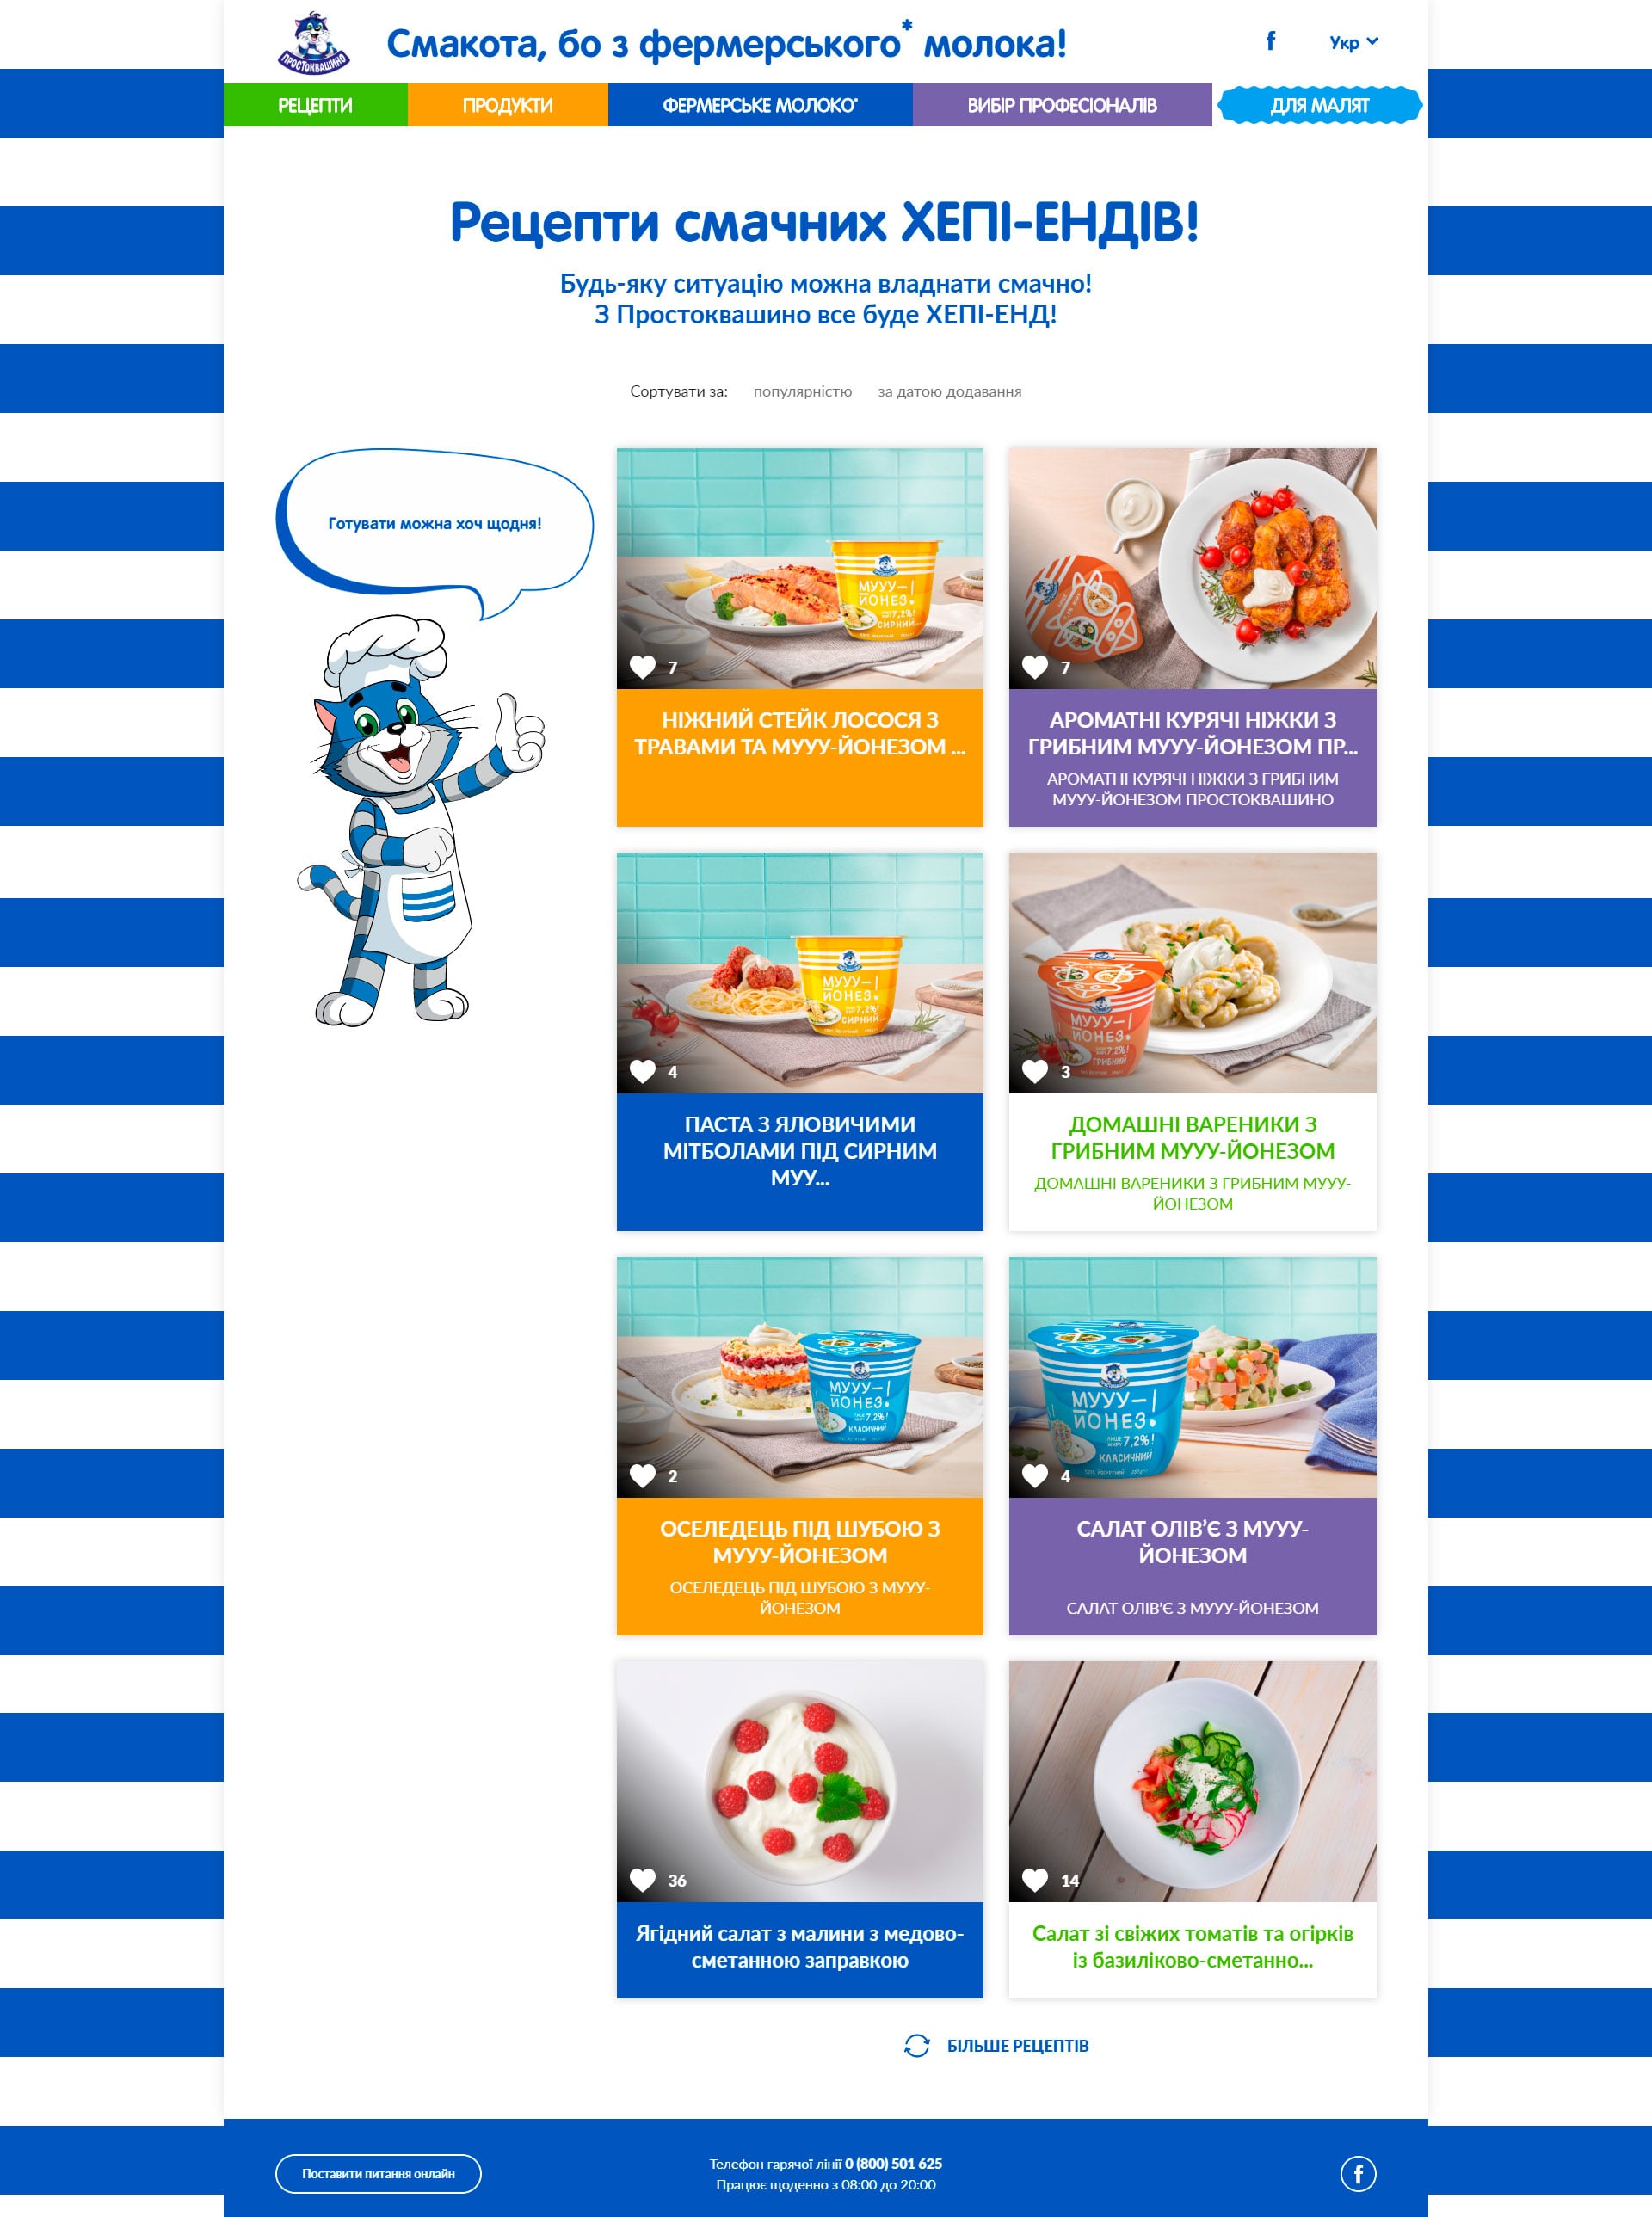 ПРОСТОКВАШИНО
Смакота, бо з фермерського* молока!
Укр
РЕЦЕПТИ
ПРОДУКТИ
ФЕРМЕРСЬКЕ МОЛОКО*
ВИБІР ПРОФЕСІОНАЛІВ
ДЛЯ МАЛЯТ
Рецепти смачних ХЕПІ-ЕНДІВ!
Будь-яку ситуацію можна владнати смачно!
З Простоквашино все буде ХЕПІ-ЕНД!
Сортувати за: популярністю за датою додавання
Готувати можна хоч щодня!
МУУУ-
ЙОНЕЗ
7,2%!
СИРНИЙ
7
НІЖНИЙ СТЕЙК ЛОСОСЯ З
ТРАВАМИ ТА МУУУ-ЙОНЕЗОМ ...
7
АРОМАТНІ КУРЯЧІ НІЖКИ З
ГРИБНИМ МУУУ-ЙОНЕЗОМ ПР...
АРОМАТНІ КУРЯЧІ НІЖКИ З ГРИБНИМ
МУУУ-ЙОНЕЗОМ ПРОСТОКВАШИНО
МУУУ-
ЙОНЕЗ
7,2%!
СИРНИЙ
4
ПАСТА З ЯЛОВИЧИМИ
МІТБОЛАМИ ПІД СИРНИМ
МУУ...
МУУУ-
ЙОНЕЗ
7,2%!
ГРИБНИЙ
3
ДОМАШНІ ВАРЕНИКИ З
ГРИБНИМ МУУУ-ЙОНЕЗОМ
ДОМАШНІ ВАРЕНИКИ З ГРИБНИМ МУУУ-
ЙОНЕЗОМ
МУУУ-
ЙОНЕЗ
7,2%!
КЛАСИЧНИЙ
2
ОСЕЛЕДЕЦЬ ПІД ШУБОЮ З
МУУУ-ЙОНЕЗОМ
ОСЕЛЕДЕЦЬ ПІД ШУБОЮ З МУУУ-
ЙОНЕЗОМ
МУУУ-
ЙОНЕЗ
ЛИШЕ
ЖИРУ 7,2%!
КЛАСИЧНИЙ
4
САЛАТ ОЛІВ’Є З МУУУ-
ЙОНЕЗОМ
САЛАТ ОЛІВ’Є З МУУУ-ЙОНЕЗОМ
36
Ягідний салат з малини з медово-
сметанною заправкою
14
Салат зі свіжих томатів та огірків
із базиліково-сметанно...
БІЛЬШЕ РЕЦЕПТІВ
Поставити питання онлайн
Телефон гарячої лінії 0 (800) 501 625
Працює щоденно з 08:00 до 20:00